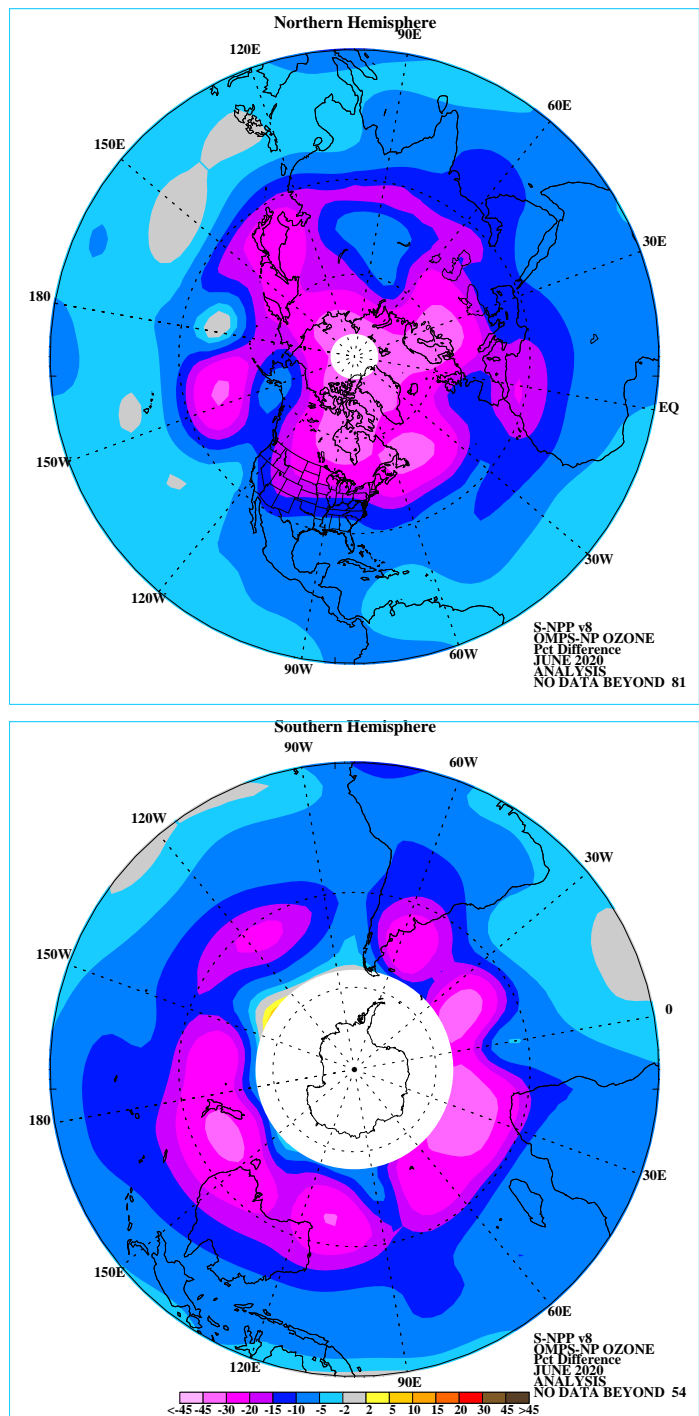 Northern Hemisphere
90E
120E
60E
150E
30E
180
EQ
150W
30W
120W
60W
90W
S-NPP v8
OMPS-NP OZONE
Pct Difference
JUNE 2020
ANALYSIS
NO DATA BEYOND 81
Southern Hemisphere
90W
60W
120W
30W
150W
0
180
30E
150E
60E
120E
90E
S-NPP v8
OMPS-NP OZONE
Pct Difference
JUNE 2020
ANALYSIS
NO DATA BEYOND 54
<-45 -45 -30 -20 -15 -10 -5 -2 2 5 10 15 20 30 45 >45